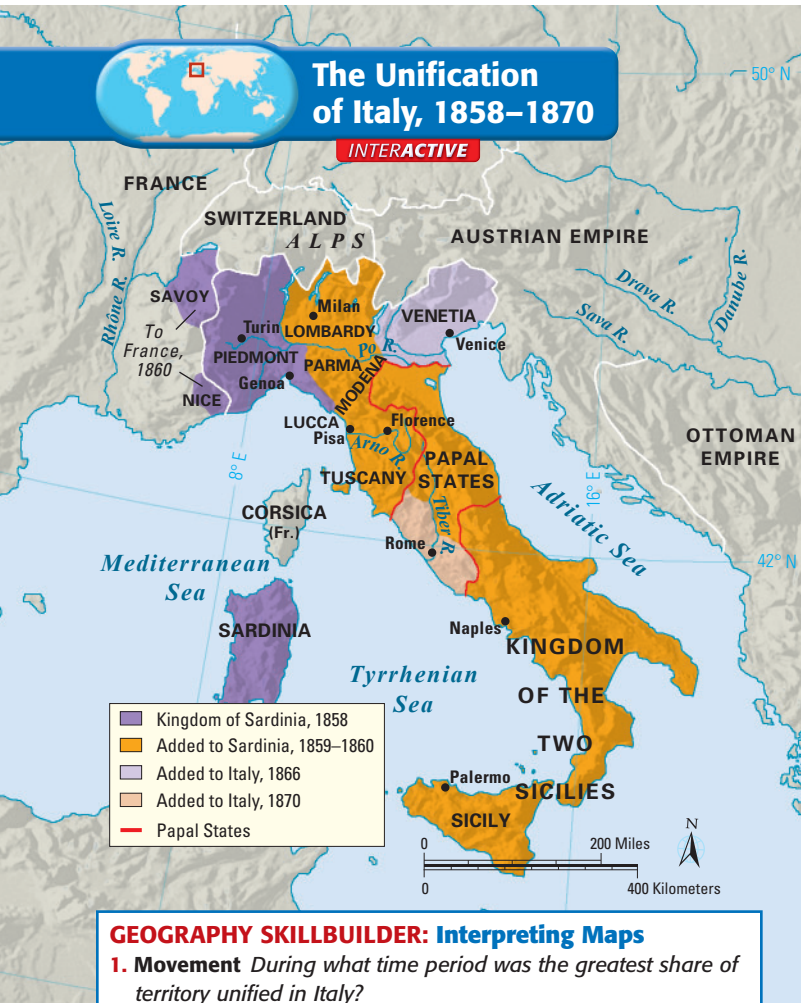 The Unification
of Italy, 1858–1870
INTERACTIVE
50° N
FRANCE
SWITZERLAND
ALPS
AUSTRIAN EMPIRE
Loire R.
Rhône R.
Drava R.
Danube R.
Sava R.
SAVOY
To
France,
1860
NICE
Turin
PIEDMONT
Genoa
Milan
LOMBARDY
VENETIA
Venice
Po R.
PARMA
MODENA
LUCCA
Pisa
Florence
Arno R.
TUSCANY
PAPAL
STATES
Tiber R.
OTTOMAN
EMPIRE
8° E
16° E
Adriatic Sea
42° N
CORSICA
(Fr.)
Rome
Mediterranean
Sea
SARDINIA
Naples
KINGDOM
OF THE
TWO
SICILIES
Tyrrhenian
Sea
Palermo
SICILY
Kingdom of Sardinia, 1858
Added to Sardinia, 1859–1860
Added to Italy, 1866
Added to Italy, 1870
Papal States
N
0 200 Miles
0 400 Kilometers
GEOGRAPHY SKILLBUILDER: Interpreting Maps
1. Movement During what time period was the greatest share of
territory unified in Italy?